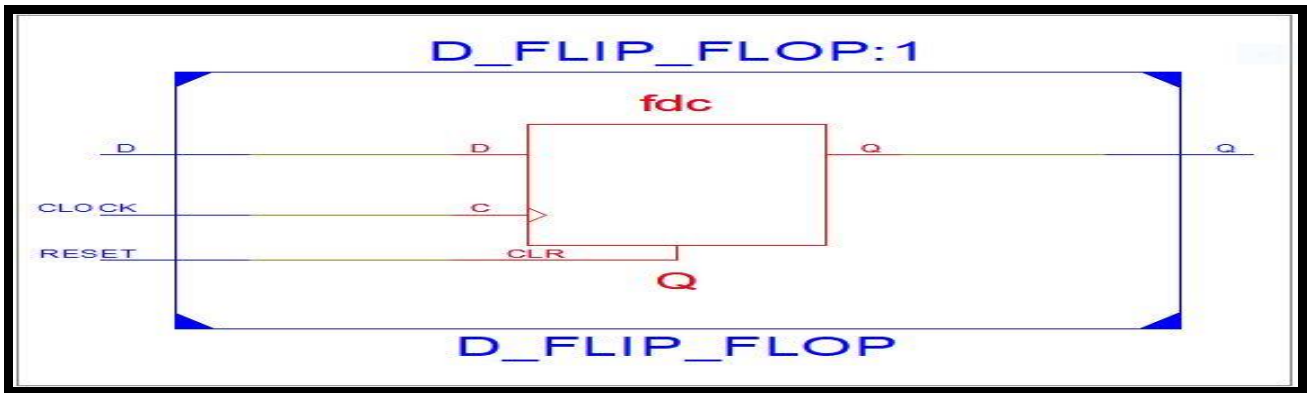 D_FLIP_FLOP:1
fdc
D D Q Q
CLOCK C
RESET CLR
Q
D_FLIP_FLOP